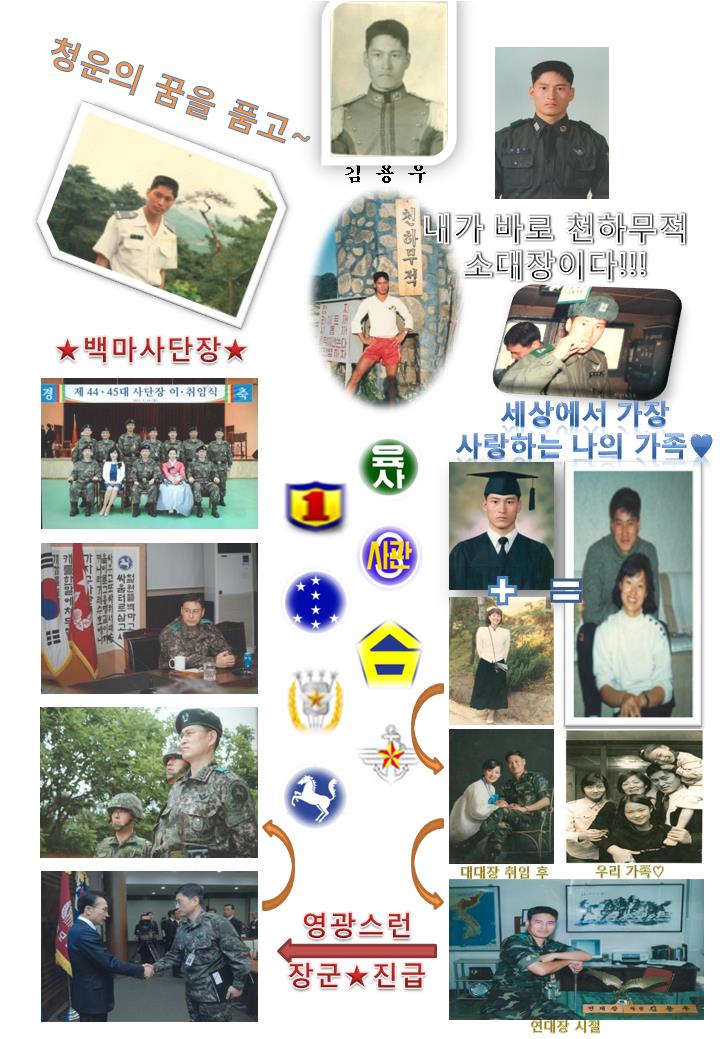 청운의 꿈을 품고~
김 용 우
천하무적
내가 바로 천하무적
소대장이다!!!
★백마사단장★
경 제 44·45대 사단장 이·취임식 축
세상에서 가장
사랑하는 나의 가족♥
육사
1
+ =
대대장 취임 후
우리 가족♡
영광스런
장군★진급
연대장 시절